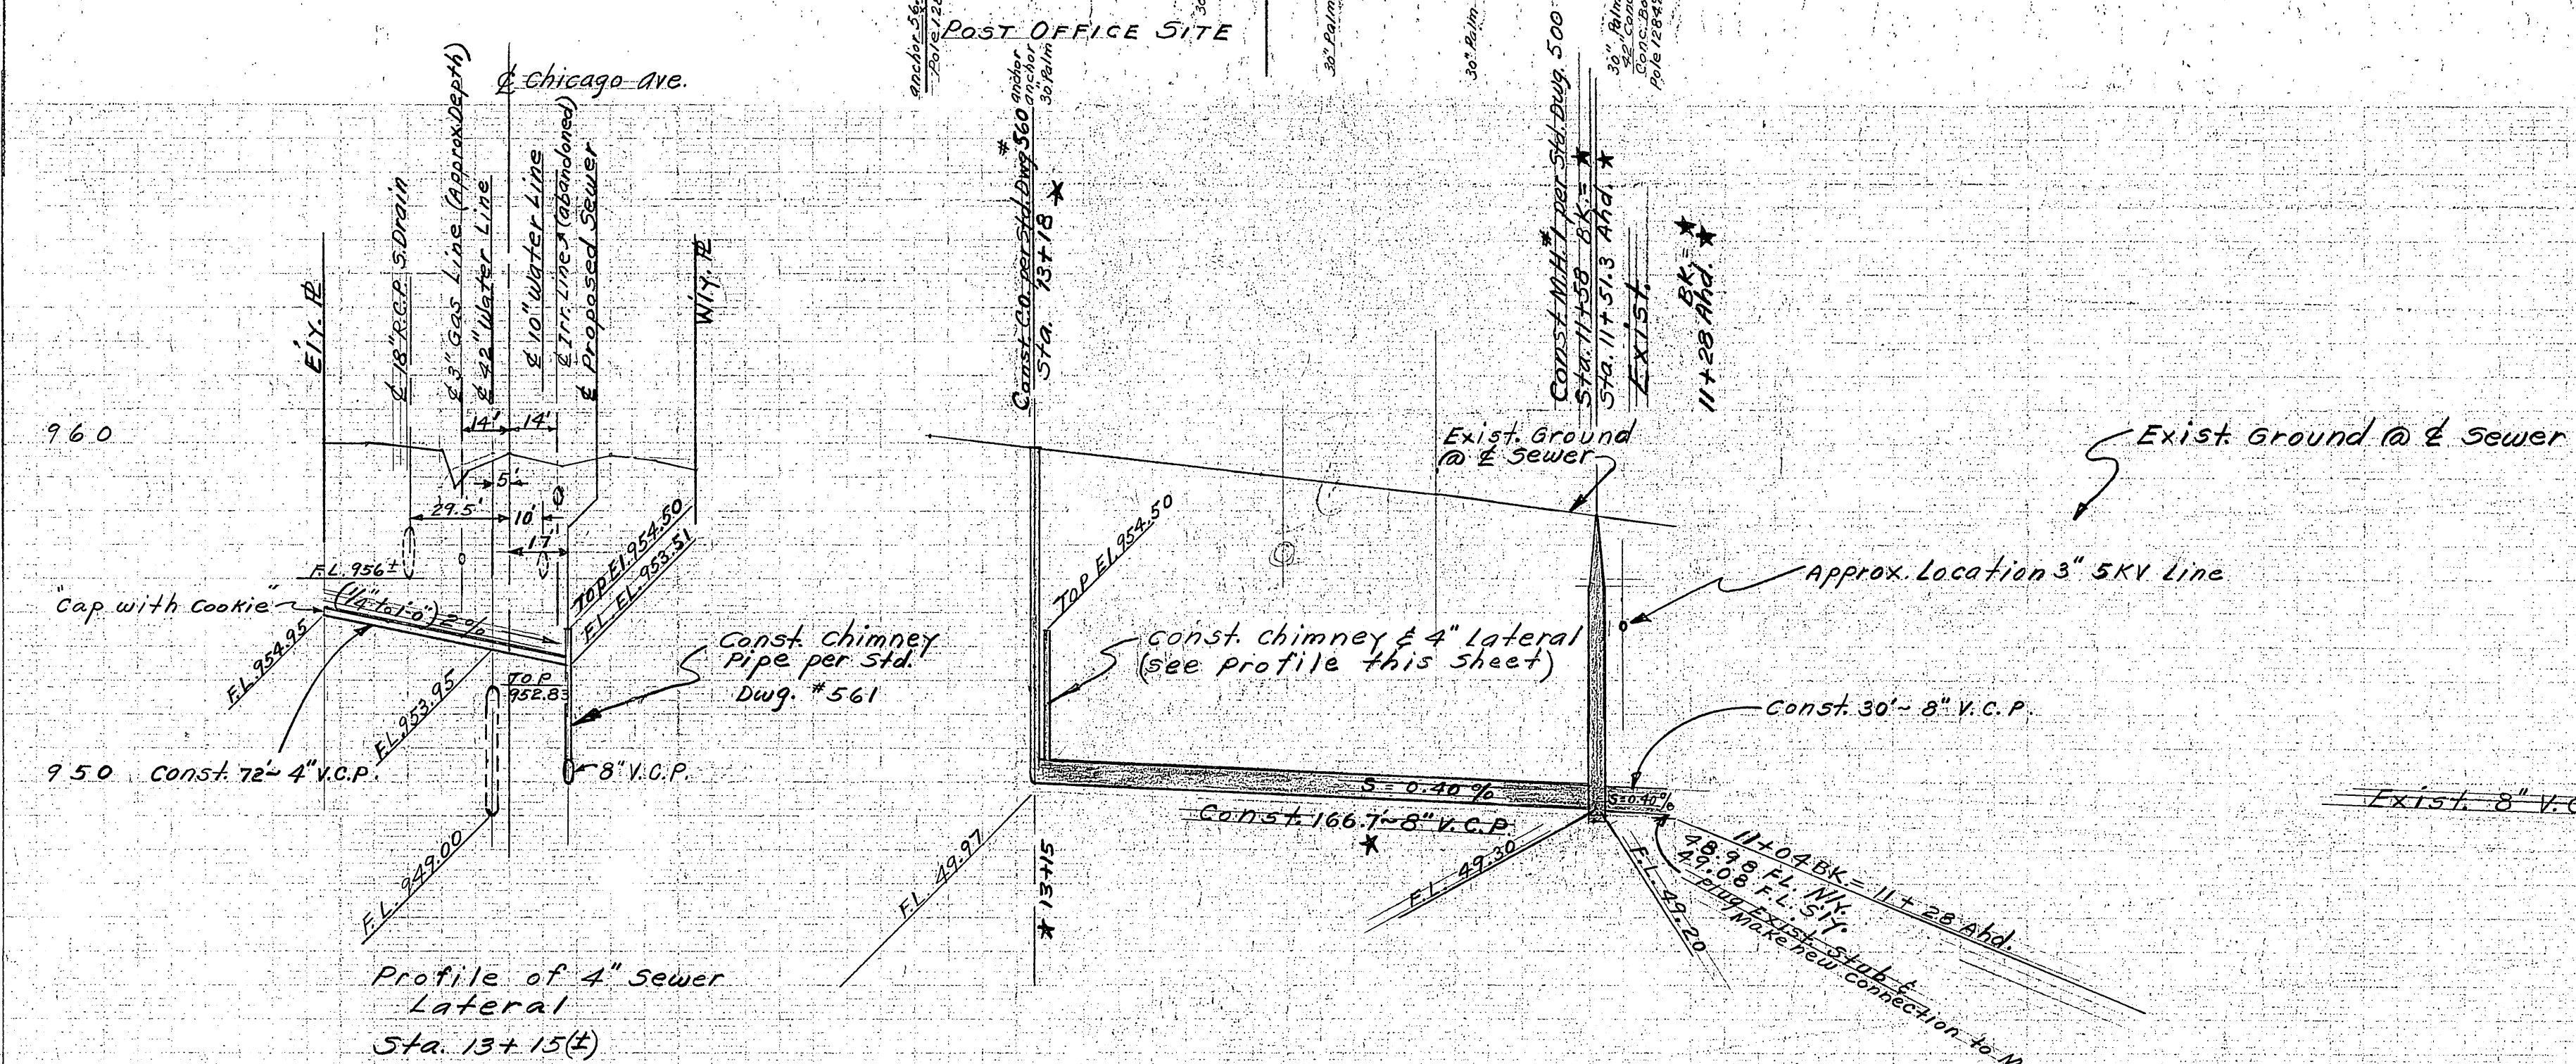 POST OFFICE SITE
℄ Chicago ave.
anchor 30" Palm
30" Palm
30" Palm
E'ly. ℞
℄ 18" R.C.P. S. Drain
℄ 3" Gas Line (Approx Depth)
℄ 42" Water Line
℄ 10" Water Line
℄ Irr. Line (abandoned)
℄ Proposed Sewer
W'ly. ℞
Const. C.O. per Std. Dwg #560
Sta. 13+18 ★
anchor
anchor
30" Palm
Const M.H. #1 per Std. Dwg. 500
Sta. 11+58 BK = ★
Sta. 11+51.3 Ahd. ★
Exist.
BK = ★
11+28 Ahd. ★
960
14'
14'
5'
29.5'
10'
17'
F.L. 956±
"Cap with Cookie"
(1/4" to 1'-0") 2%
Top El. 954.50
F.L. EL. 953.51
F.L. 954.95
F.L. 953.95
TOP
952.83
Const. Chimney
Pipe per Std.
Dwg. #561
950
Const. 72'~ 4" V.C.P.
8" V.C.P.
F.L. 949.00
Profile of 4" Sewer
Lateral
Sta. 13+15(±)
Top El. 954.50
Const. Chimney & 4" Lateral
(see profile this sheet)
Exist. Ground
@ ℄ Sewer
Exist. Ground @ ℄ Sewer
Approx. Location 3" 5KV Line
Const. 30'~ 8" V.C.P.
S = 0.40%
S=0.40%
Const. 166.7'~8" V.C.P.
★
Exist. 8" V.C
F.L. 49.97
★ 13+15
F.L. 49.30
F.L. 49.20
11+04 BK = 11+28 Ahd.
48.98 F.L. N'ly.
49.08 F.L. S'ly.
Plug Exist. Stub &
Make new connection to M